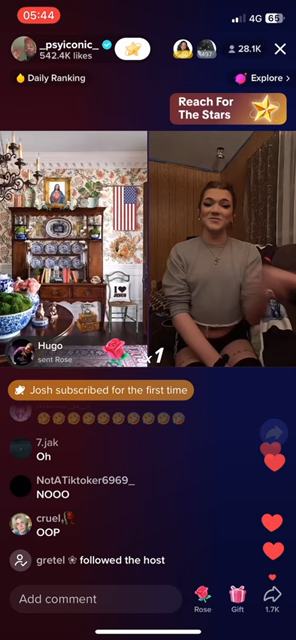 05:44
4G 65
_psyiconic_
542.4K likes
28.1K
Daily Ranking
Explore >
Reach For
The Stars
I ❤ JESUS
Hugo
sent Rose
x1
Josh subscribed for the first time
7.jak
Oh
NotATiktoker6969_
NOOO
cruel🥀
OOP
gretel ❀ followed the host
Add comment
Rose
Gift
1.7K